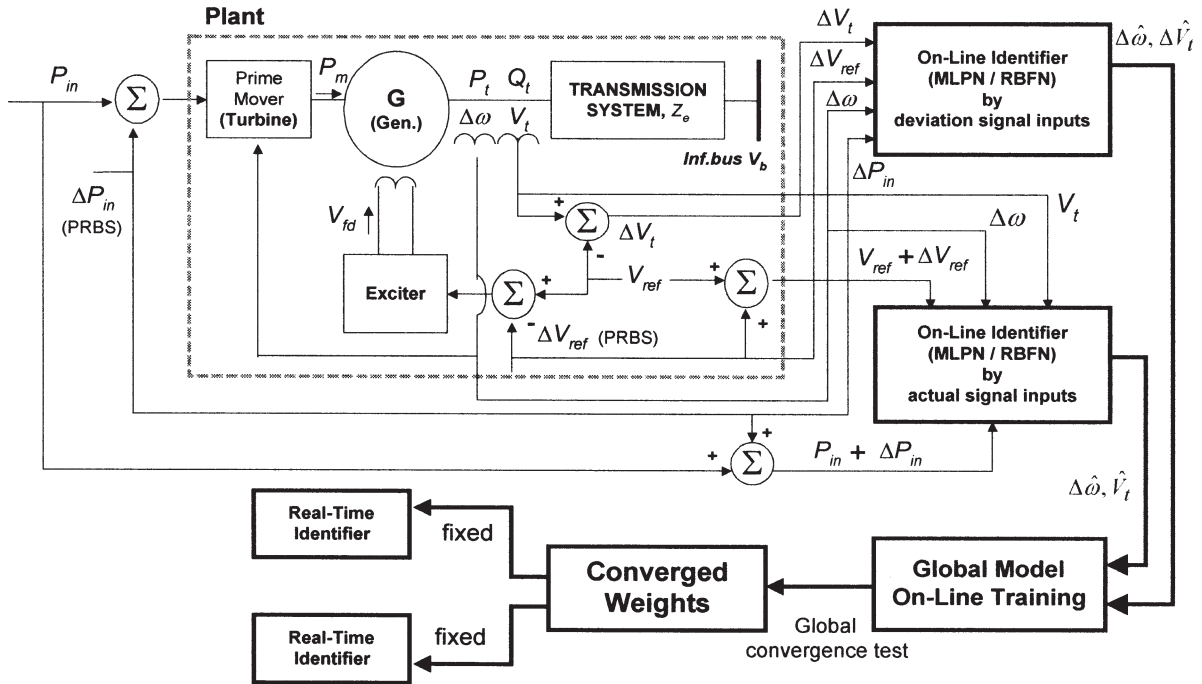 Plant
P_in
Σ
ΔP_in
(PRBS)
Prime
Mover
(Turbine)
P_m
G
(Gen.)
P_t Q_t
Δω V_t
TRANSMISSION
SYSTEM, Z_e
Inf.bus V_b
V_fd
Exciter
+
Σ
-
ΔV_t
+
Σ
-
V_ref
+
Σ
+
ΔV_ref (PRBS)
ΔV_t
ΔV_ref
Δω
ΔP_in
On-Line Identifier
(MLPN / RBFN)
by
deviation signal inputs
Δω̂, ΔV̂_t
V_t
Δω
V_ref + ΔV_ref
On-Line Identifier
(MLPN / RBFN)
by
actual signal inputs
+
+
Σ
P_in + ΔP_in
Δω̂, V̂_t
Real-Time
Identifier
fixed
Converged
Weights
Global Model
On-Line Training
Global
convergence test
Real-Time
Identifier
fixed